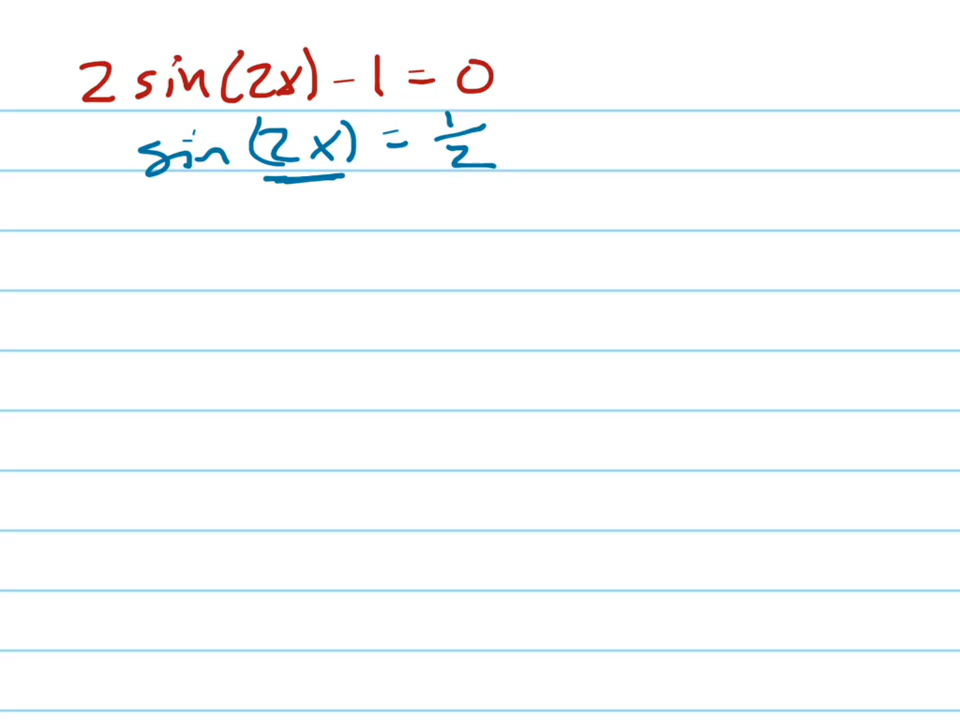 2 sin(2x) - 1 = 0
sin(2x) = 1/2